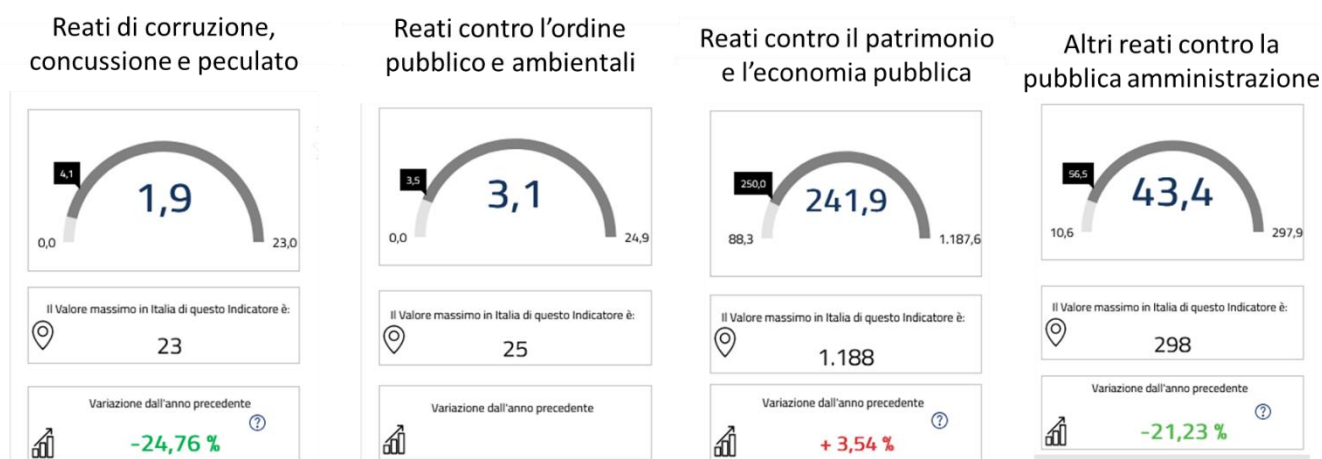 Reati di corruzione,
concussione e peculato
4,1
1,9
0,0
23,0
Il Valore massimo in Italia di questo Indicatore è:
23
Variazione dall'anno precedente
?
-24,76 %
Reati contro l'ordine
pubblico e ambientali
3,5
3,1
0,0
24,9
Il Valore massimo in Italia di questo Indicatore è:
25
Variazione dall'anno precedente
Reati contro il patrimonio
e l'economia pubblica
250,0
241,9
88,3
1.187,6
Il Valore massimo in Italia di questo Indicatore è:
1.188
Variazione dall'anno precedente
?
+ 3,54 %
Altri reati contro la
pubblica amministrazione
56,5
43,4
10,6
297,9
Il Valore massimo in Italia di questo Indicatore è:
298
Variazione dall'anno precedente
?
-21,23 %